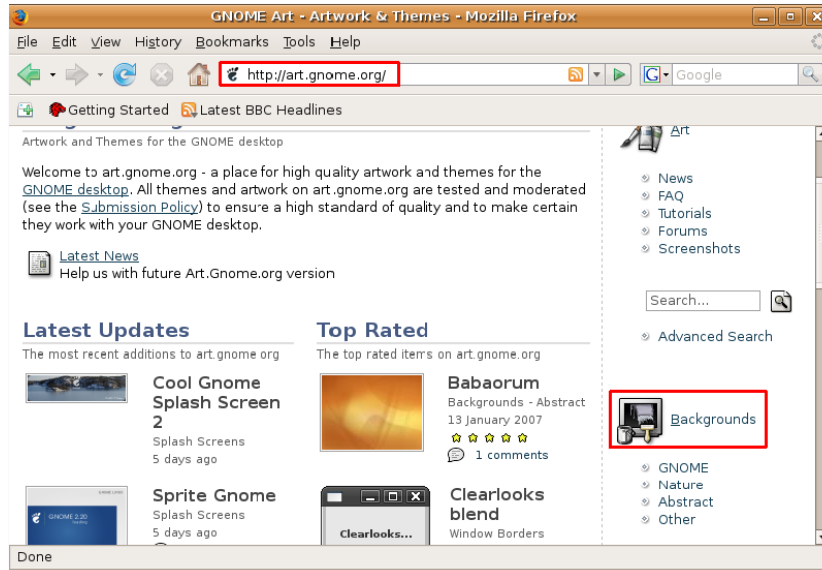 GNOME Art - Artwork & Themes - Mozilla Firefox
File Edit View History Bookmarks Tools Help
http://art.gnome.org/
G Google
Getting Started Latest BBC Headlines
Artwork and Themes for the GNOME desktop
Welcome to art.gnome.org - a place for high quality artwork and themes for the
GNOME desktop. All themes and artwork on art.gnome.org are tested and moderated
(see the Submission Policy) to ensure a high standard of quality and to make certain
they work with your GNOME desktop.
Latest News
Help us with future Art.Gnome.org version
Latest Updates
The most recent additions to art.gnome org
Cool Gnome
Splash Screen
2
Splash Screens
5 days ago
Sprite Gnome
GNOME 2.20
Splash Screens
5 days ago
Top Rated
The top rated items on art.gnome.org
Babaorum
Backgrounds - Abstract
13 January 2007
1 comments
Clearlooks
blend
Clearlooks...
Window Borders
Art
News
FAQ
Tutorials
Forums
Screenshots
Search...
Advanced Search
Backgrounds
GNOME
Nature
Abstract
Other
Done